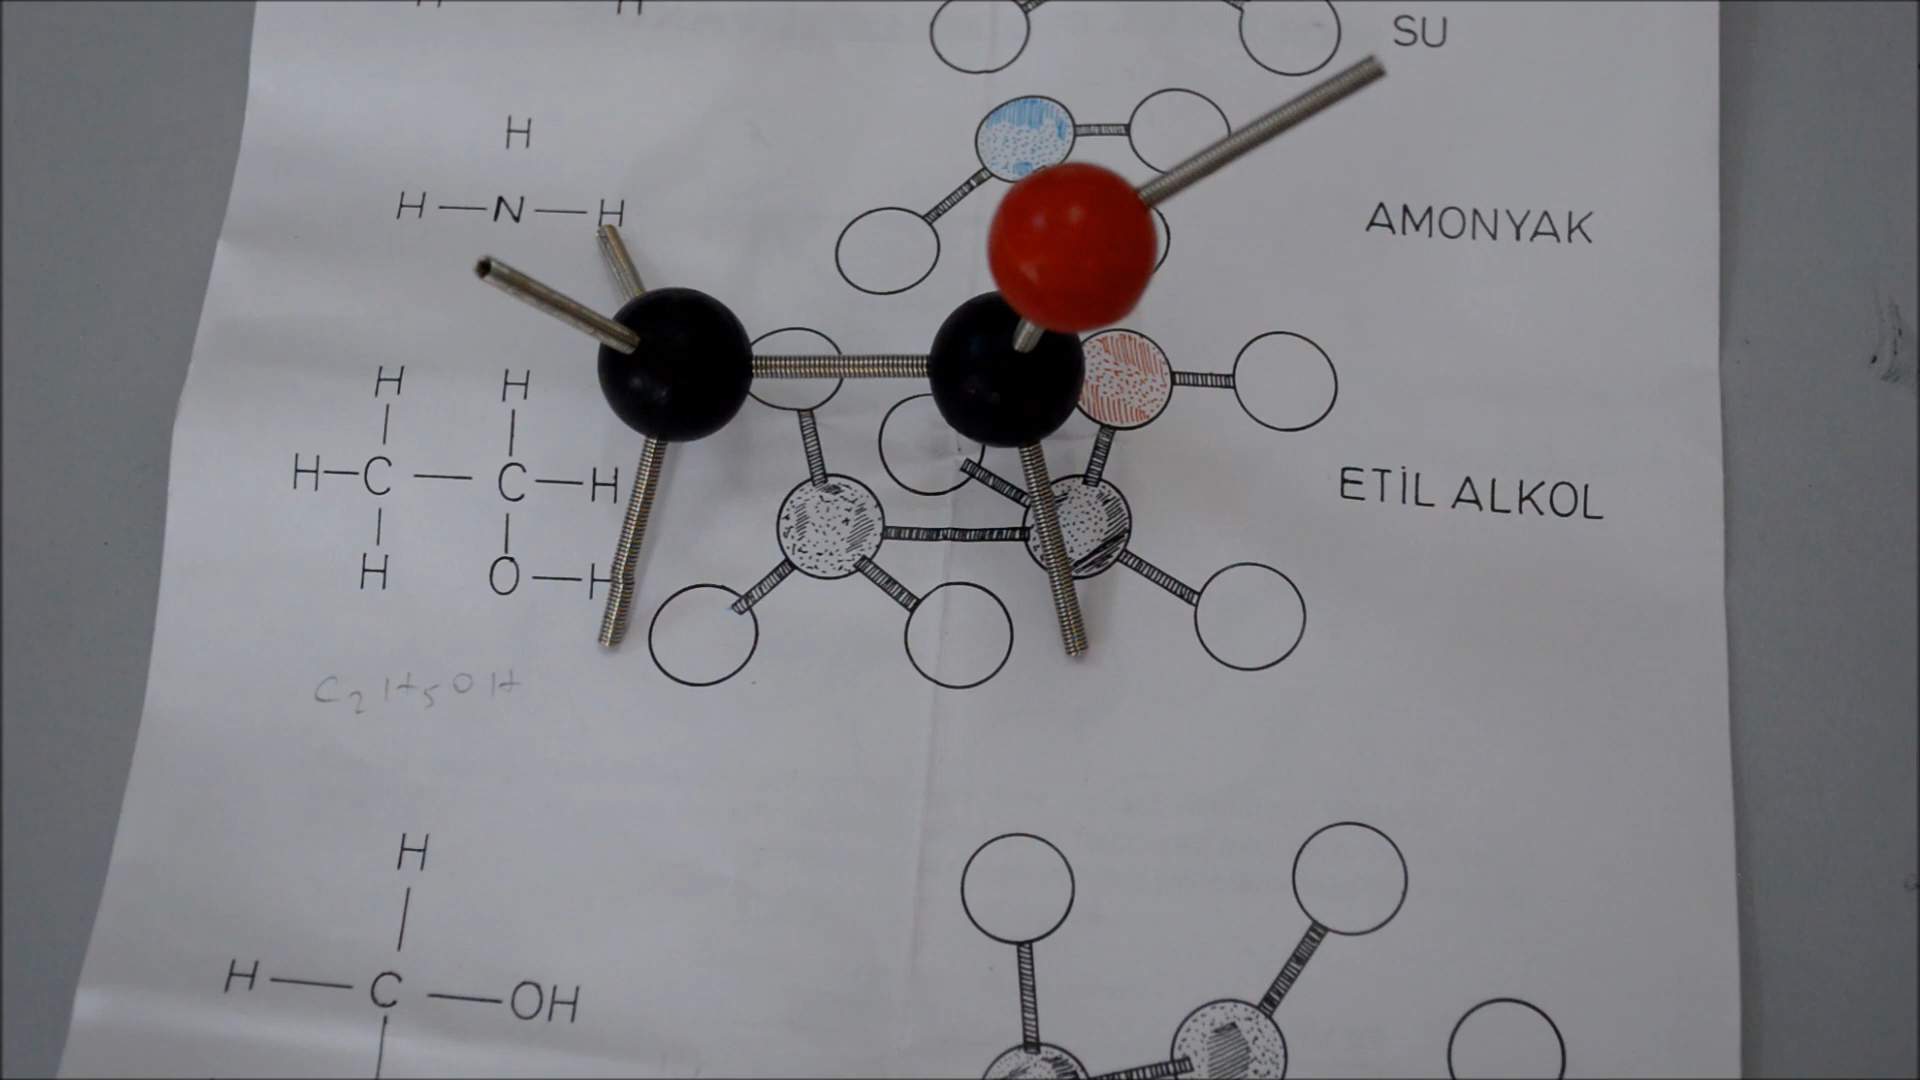 SU
H
H—N—H
AMONYAK
H H
H—C—C—H
H O—H
ETİL ALKOL
C2H5OH
H
H—C—OH